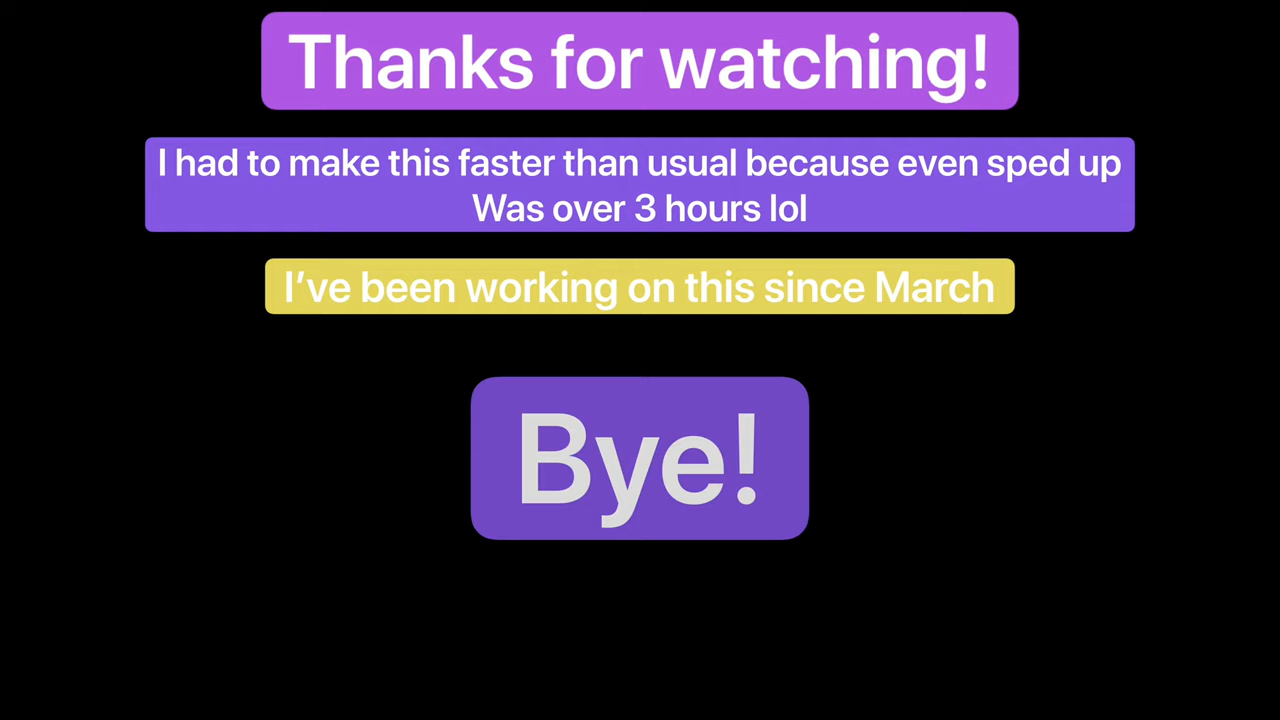 Thanks for watching!
I had to make this faster than usual because even sped up
Was over 3 hours lol
I’ve been working on this since March
Bye!